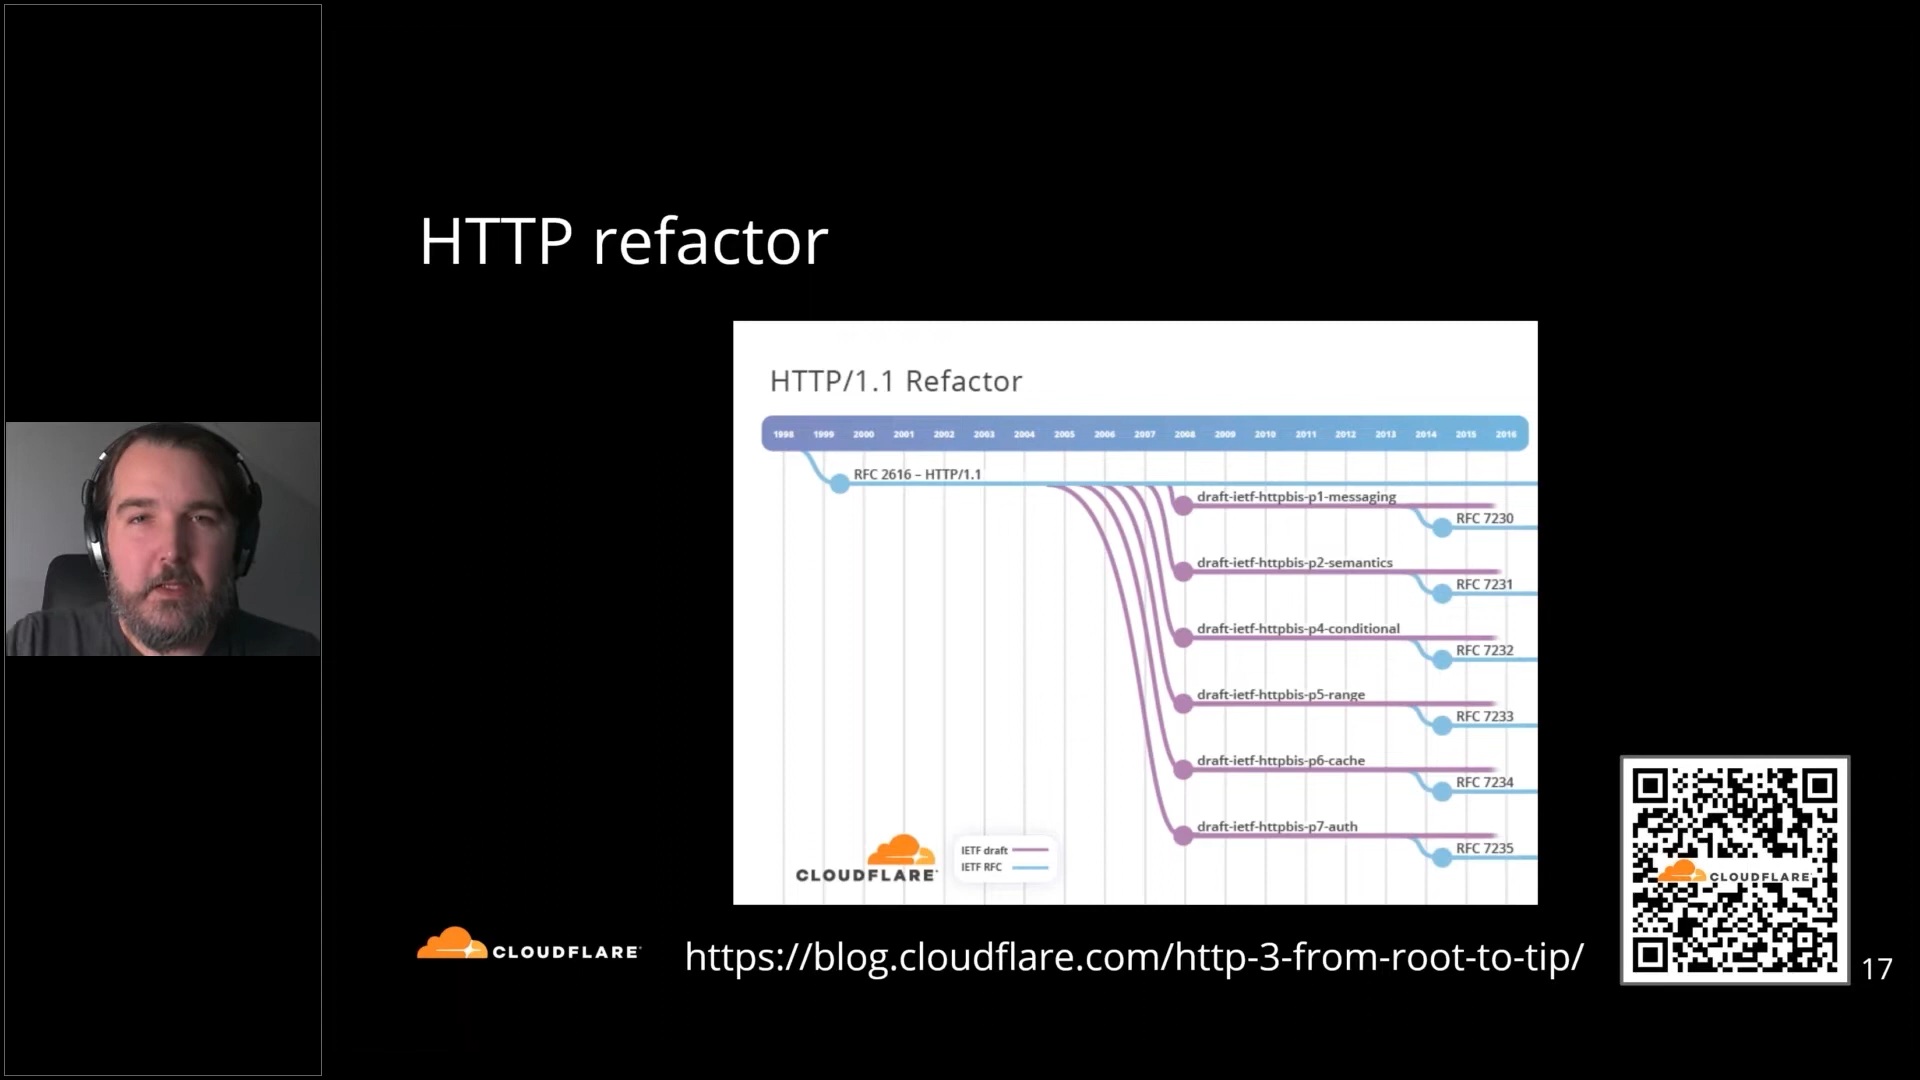 HTTP refactor
HTTP/1.1 Refactor
1998 1999 2000 2001 2002 2003 2004 2005 2006 2007 2008 2009 2010 2011 2012 2013 2014 2015 2016
RFC 2616 – HTTP/1.1
draft-ietf-httpbis-p1-messaging
RFC 7230
draft-ietf-httpbis-p2-semantics
RFC 7231
draft-ietf-httpbis-p4-conditional
RFC 7232
draft-ietf-httpbis-p5-range
RFC 7233
draft-ietf-httpbis-p6-cache
RFC 7234
draft-ietf-httpbis-p7-auth
RFC 7235
IETF draft
IETF RFC
CLOUDFLARE
CLOUDFLARE
CLOUDFLARE
https://blog.cloudflare.com/http-3-from-root-to-tip/
17